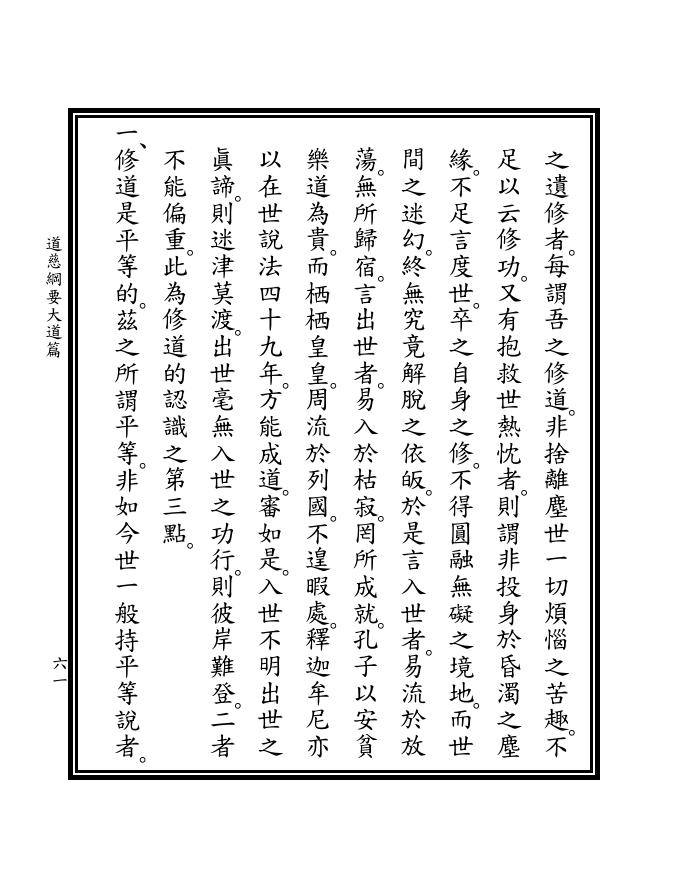 之遺修者。每謂吾之修道。非捨離塵世一切煩惱之苦趣。不
足以云修功。又有抱救世熱忱者。則謂非投身於昏濁之塵
緣。不足言度世。卒之自身之修。不得圓融無礙之境地。而世
間之迷幻。終無究竟解脫之依皈。於是言入世者。易流於放
蕩。無所歸宿。言出世者。易入於枯寂。罔所成就。孔子以安貧
樂道為貴。而栖栖皇皇。周流於列國。不遑暇處。釋迦牟尼亦
以在世說法四十九年。方能成道。審如是。入世不明出世之
眞諦。則迷津莫渡。出世毫無入世之功行。則彼岸難登。二者
不能偏重。此為修道的認識之第三點。
一、修道是平等的。茲之所謂平等。非如今世一般持平等說者。
道慈綱要大道篇
六一